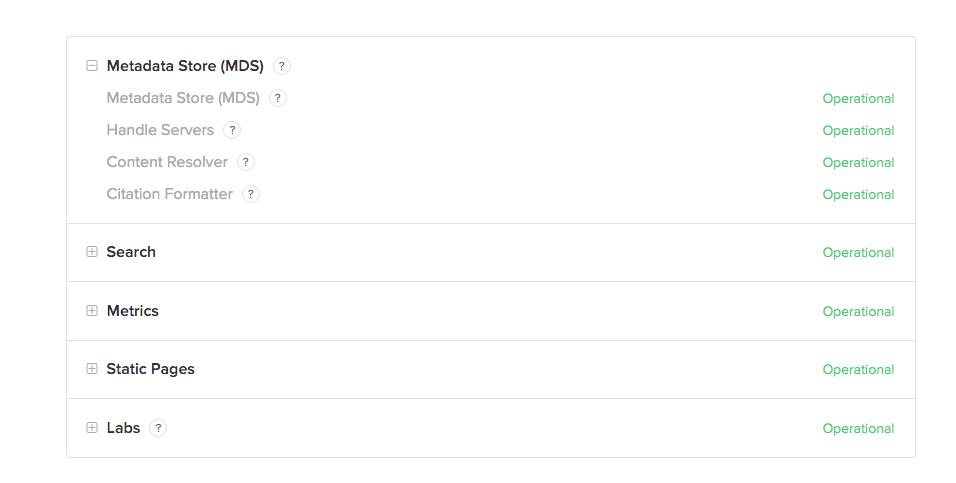 Metadata Store (MDS) ?
Metadata Store (MDS) ? Operational
Handle Servers ? Operational
Content Resolver ? Operational
Citation Formatter ? Operational
Search Operational
Metrics Operational
Static Pages Operational
Labs ? Operational